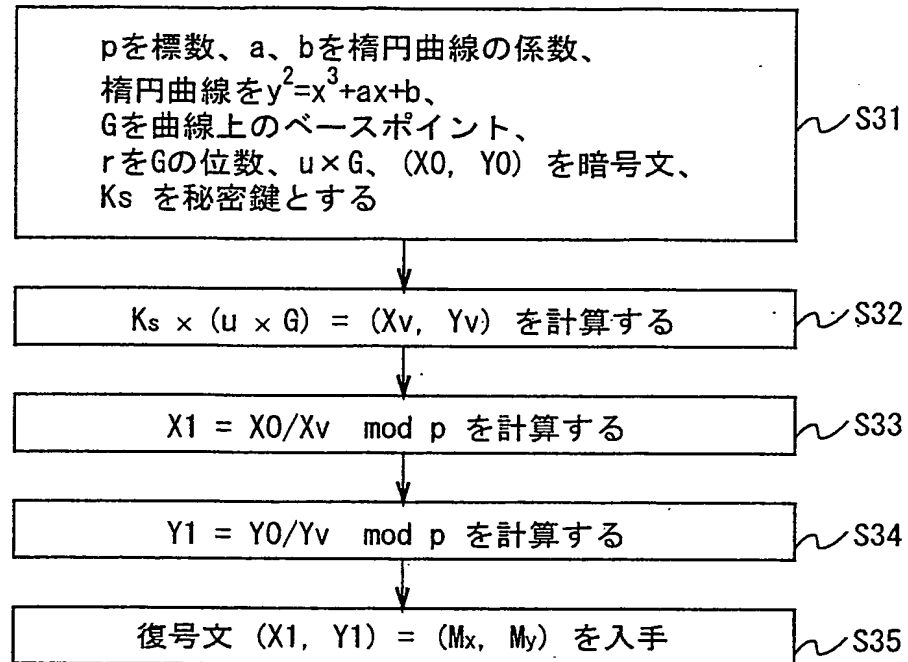 pを標数、a、bを楕円曲線の係数、
楕円曲線をy²=x³+ax+b、
Gを曲線上のベースポイント、
rをGの位数、u×G、(X0, Y0) を暗号文、
Ks を秘密鍵とする
S31
Ks × (u × G) = (Xv, Yv) を計算する
S32
X1 = X0/Xv mod p を計算する
S33
Y1 = Y0/Yv mod p を計算する
S34
復号文 (X1, Y1) = (Mx, My) を入手
S35